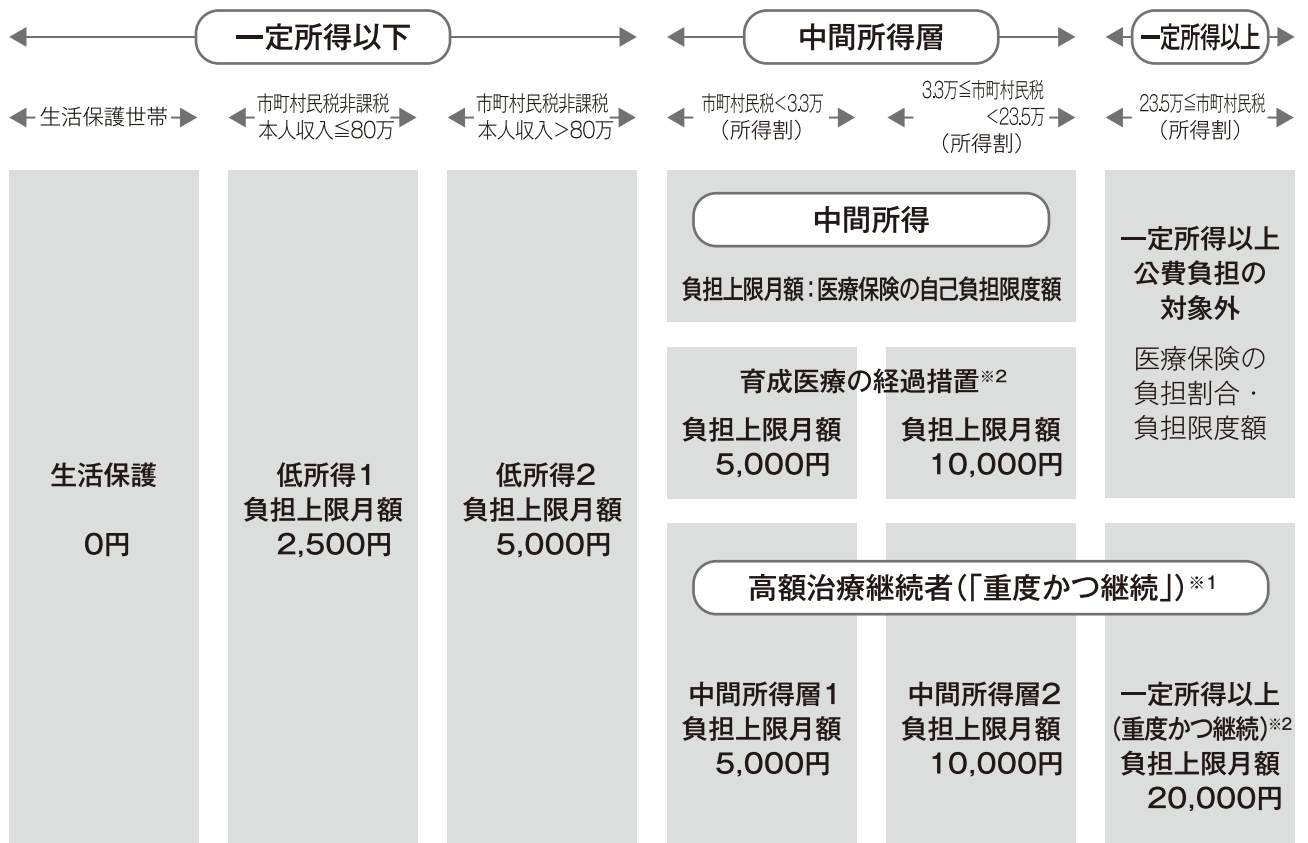 一定所得以下
中間所得層
一定所得以上
生活保護世帯
市町村民税非課税
本人収入≦80万
市町村民税非課税
本人収入>80万
市町村民税<3.3万
(所得割)
3.3万≦市町村民税
<23.5万
(所得割)
23.5万≦市町村民税
(所得割)
生活保護
0円
低所得1
負担上限月額
2,500円
低所得2
負担上限月額
5,000円
中間所得
負担上限月額:医療保険の自己負担限度額
一定所得以上
公費負担の
対象外
医療保険の
負担割合・
負担限度額
育成医療の経過措置※2
負担上限月額
5,000円
負担上限月額
10,000円
高額治療継続者(「重度かつ継続」)※1
中間所得層1
負担上限月額
5,000円
中間所得層2
負担上限月額
10,000円
一定所得以上
(重度かつ継続)※2
負担上限月額
20,000円